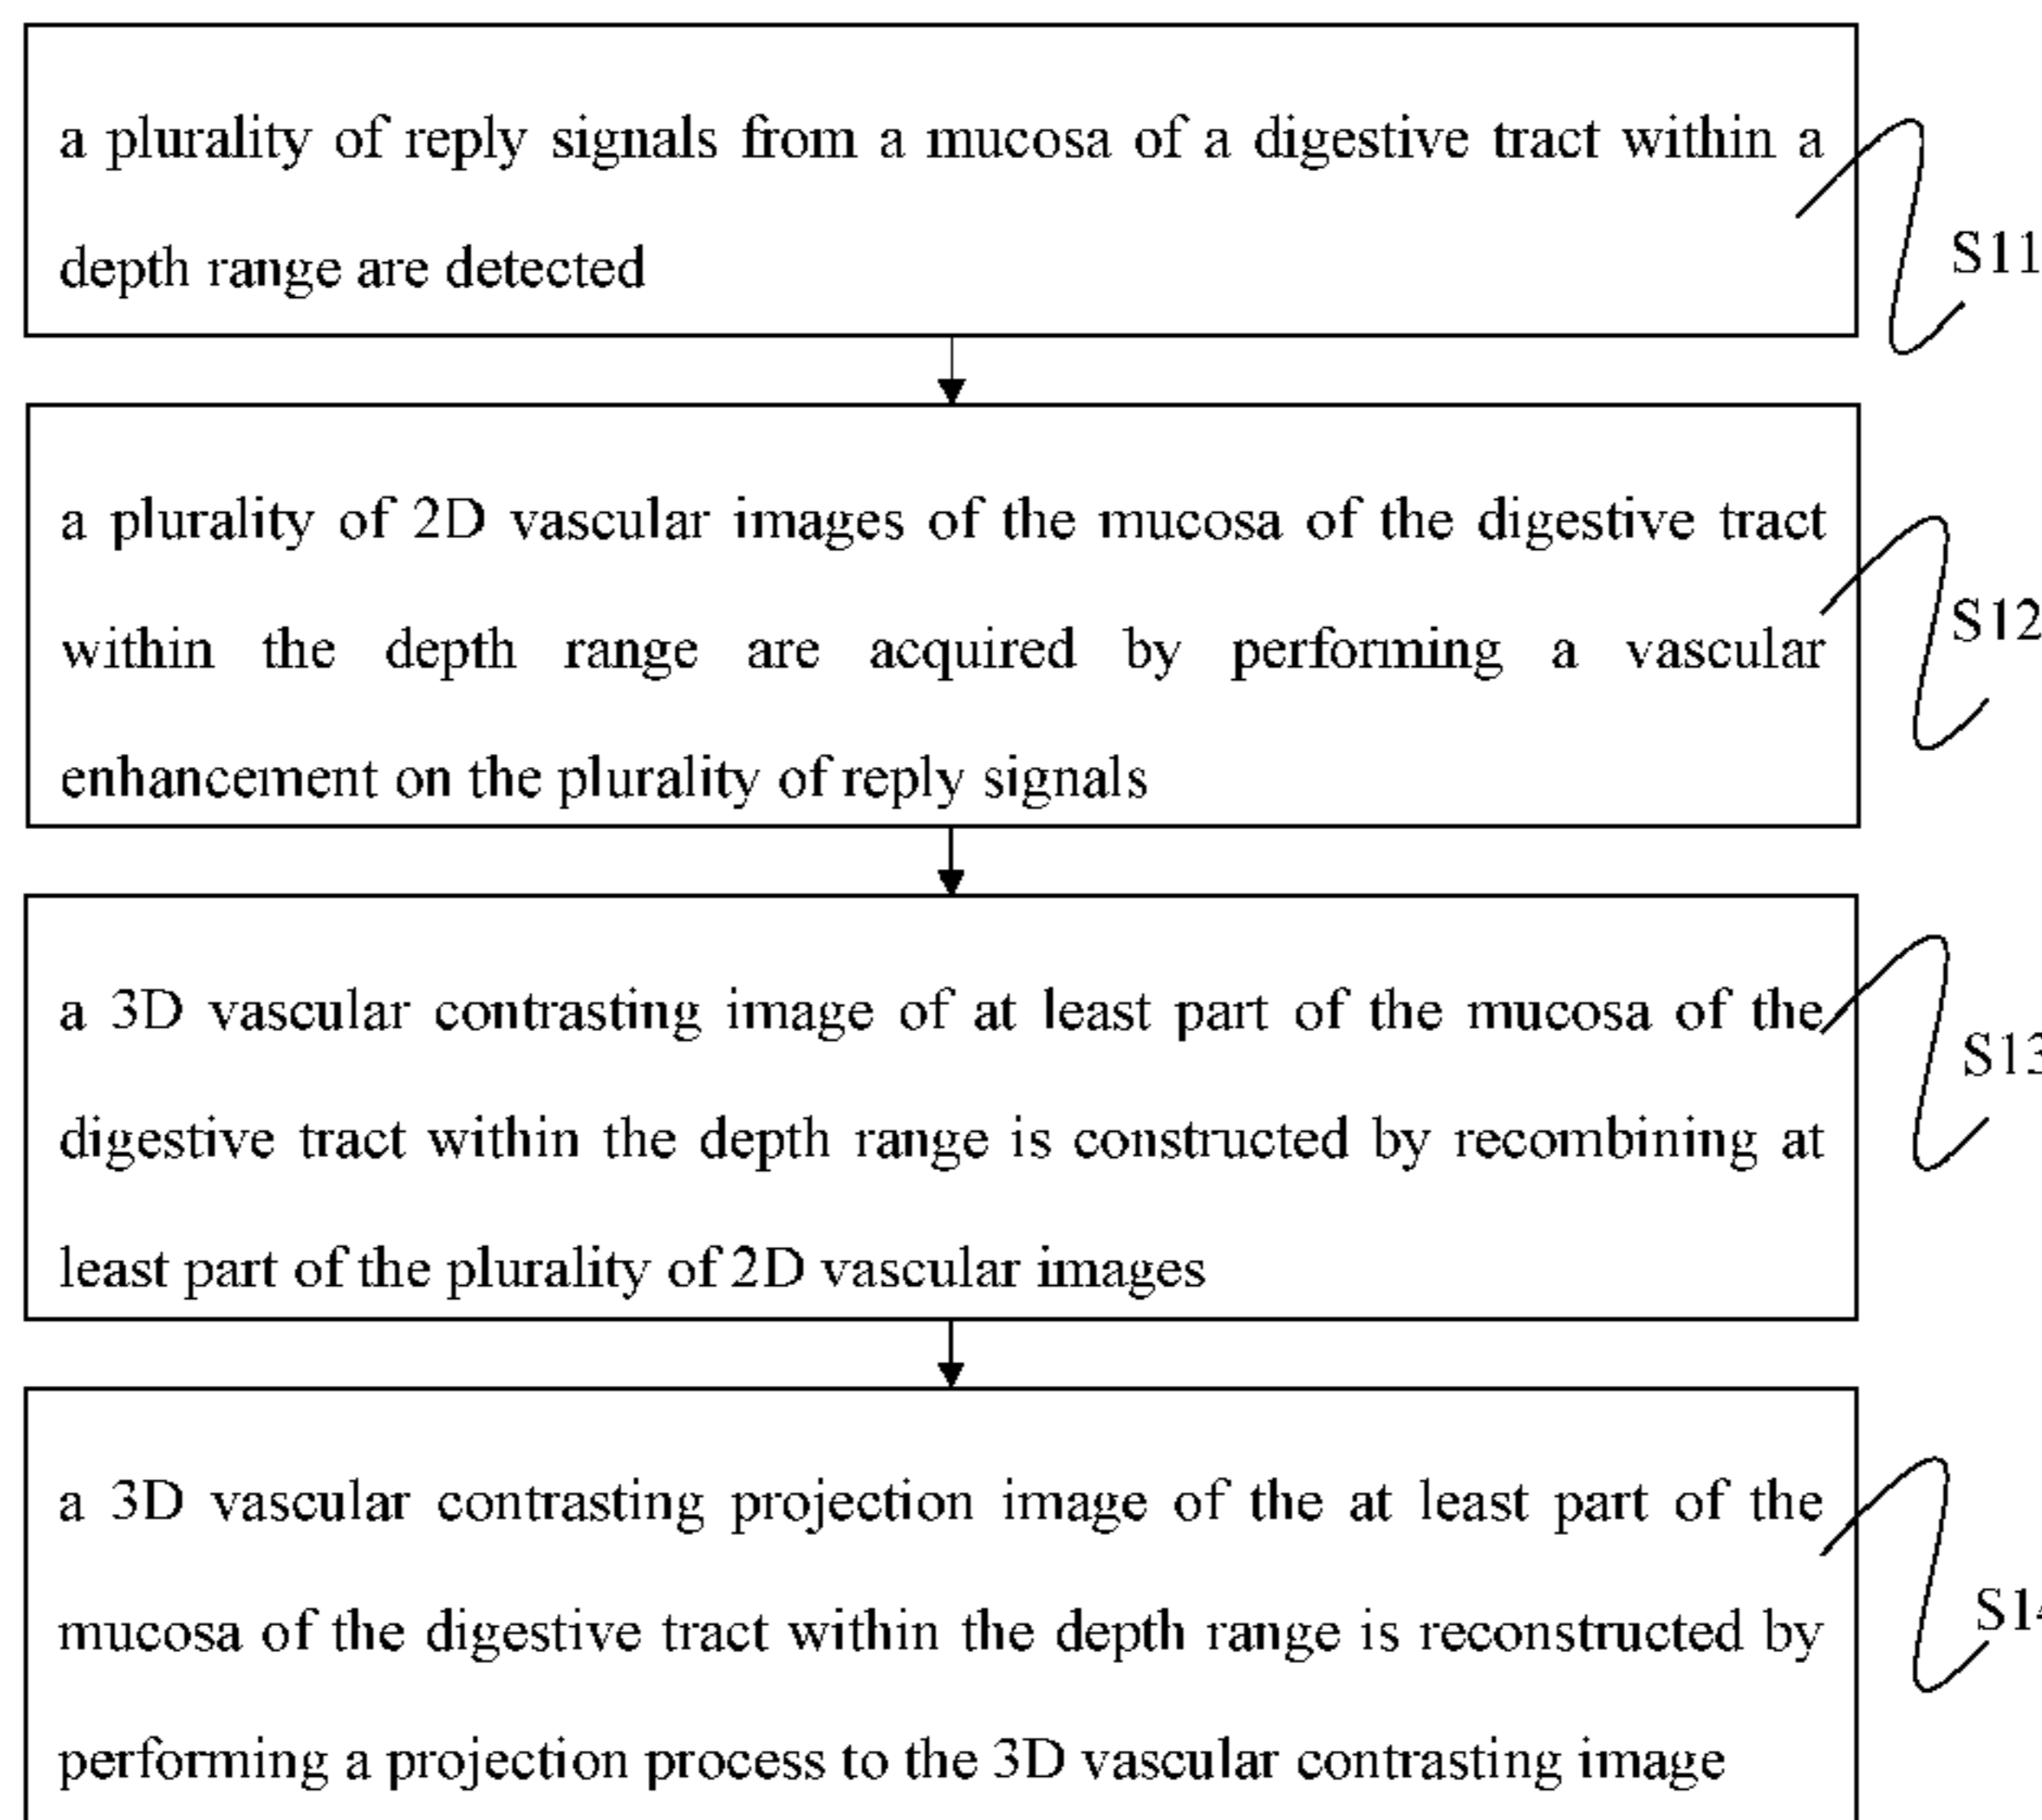 a plurality of reply signals from a mucosa of a digestive tract within a
depth range are detected
S11
a plurality of 2D vascular images of the mucosa of the digestive tract
within the depth range are acquired by performing a vascular
enhancement on the plurality of reply signals
S12
a 3D vascular contrasting image of at least part of the mucosa of the
digestive tract within the depth range is constructed by recombining at
least part of the plurality of 2D vascular images
S13
a 3D vascular contrasting projection image of the at least part of the
mucosa of the digestive tract within the depth range is reconstructed by
performing a projection process to the 3D vascular contrasting image
S14